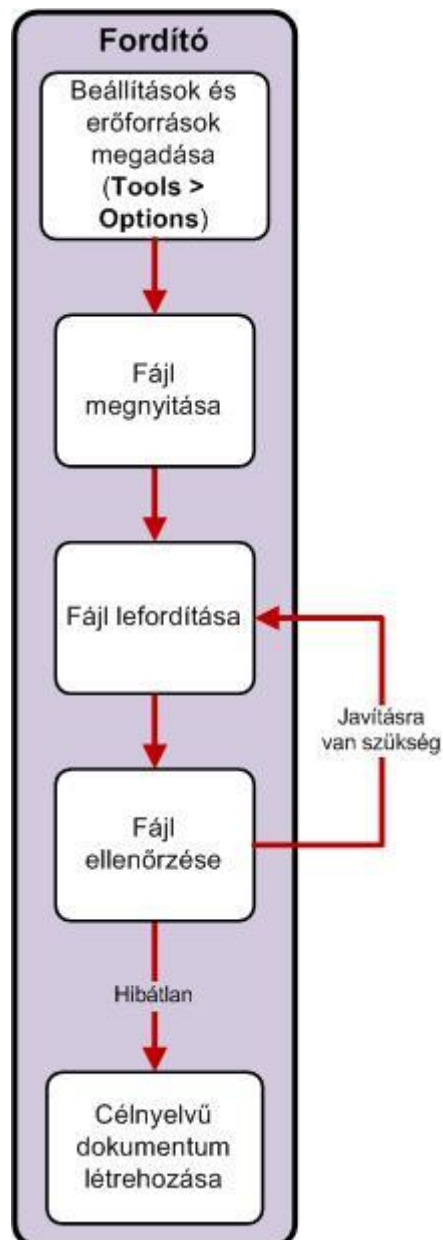 Fordító
Beállítások és
erőforrások
megadása
(Tools >
Options)
Fájl
megnyitása
Fájl lefordítása
Javításra
van szükség
Fájl
ellenőrzése
Hibátlan
Célnyelvű
dokumentum
létrehozása